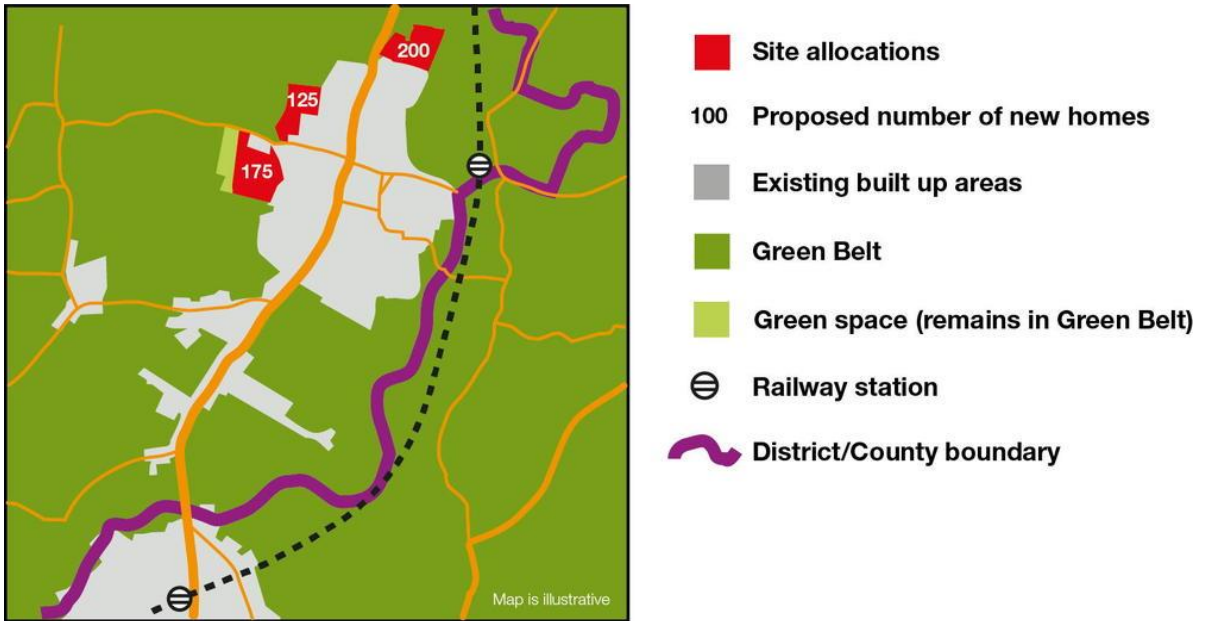 200
125
175
Map is illustrative
Site allocations
100 Proposed number of new homes
Existing built up areas
Green Belt
Green space (remains in Green Belt)
Railway station
District/County boundary